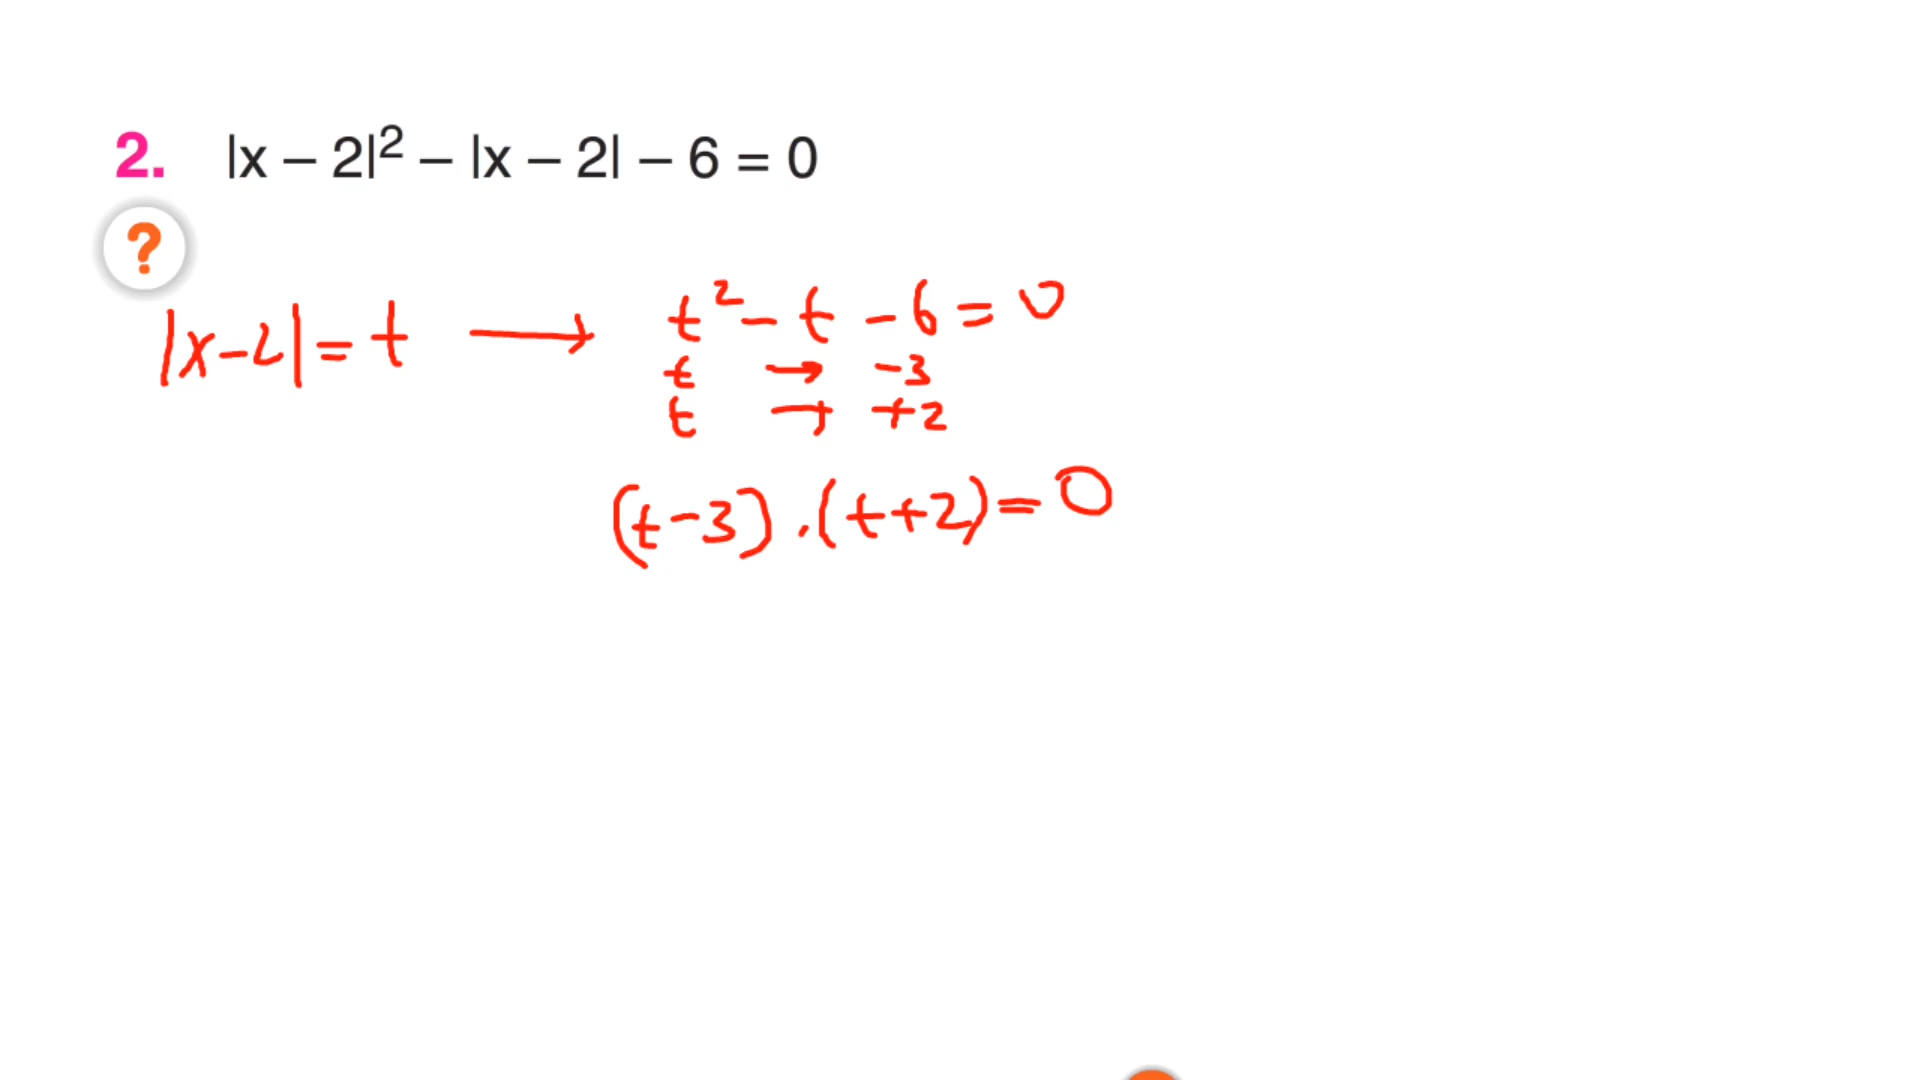 2. |x – 2|² – |x – 2| – 6 = 0
?
|x-2| = t → t² - t - 6 = 0
t → -3
t → +2
(t-3).(t+2)=0